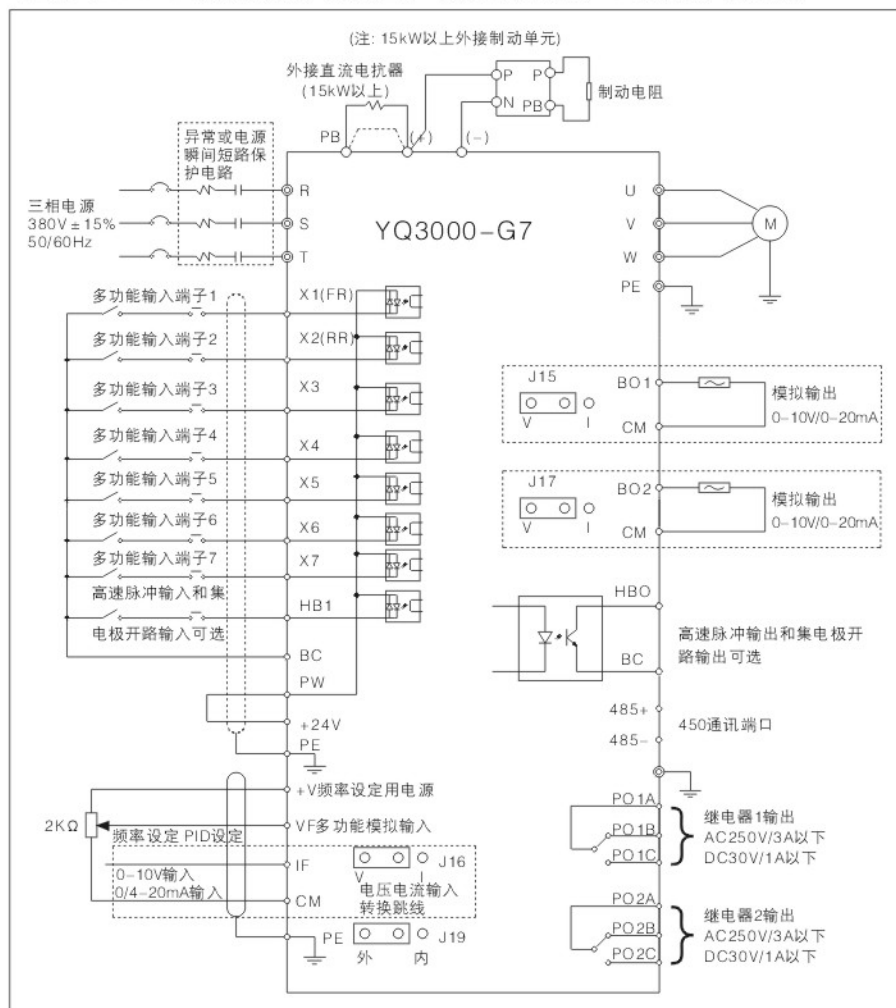 (注: 15kW以上外接制动单元)
外接直流电抗器
(15kW以上)
P
P
N
PB
制动电阻
PB
(+)
(-)
异常或电源
瞬间短路保
护电路
三相电源
380V±15%
50/60Hz
R
S
T
YQ3000-G7
U
V
W
PE
M
多功能输入端子1
X1(FR)
多功能输入端子2
X2(RR)
多功能输入端子3
X3
多功能输入端子4
X4
多功能输入端子5
X5
多功能输入端子6
X6
多功能输入端子7
X7
高速脉冲输入和集
电极开路输入可选
HB1
BC
PW
+24V
PE
J15
V
I
BO1
CM
模拟输出
0-10V/0-20mA
J17
V
I
BO2
CM
模拟输出
0-10V/0-20mA
HBO
BC
高速脉冲输出和集电极开
路输出可选
485+
485-
450通讯端口
2KΩ
+V频率设定用电源
VF多功能模拟输入
频率设定 PID设定
0-10V输入
0/4-20mA输入
IF
CM
J16
V
I
电压电流输入
转换跳线
PE
J19
外
内
PO1A
PO1B
PO1C
继电器1输出
AC250V/3A以下
DC30V/1A以下
PO2A
PO2B
PO2C
继电器2输出
AC250V/3A以下
DC30V/1A以下